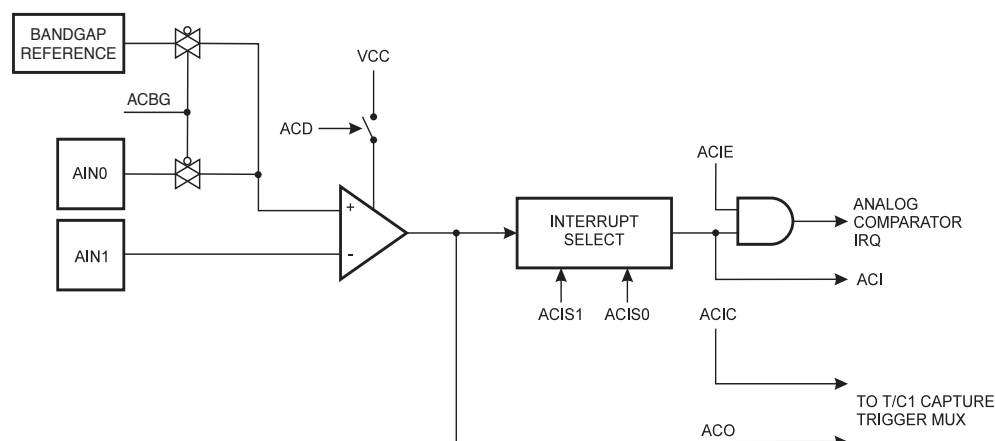 BANDGAP
REFERENCE
VCC
ACBG
ACD
ACIE
AIN0
+
INTERRUPT
SELECT
ANALOG
COMPARATOR
IRQ
AIN1
-
ACI
ACIS1
ACIS0
ACIC
TO T/C1 CAPTURE
TRIGGER MUX
ACO